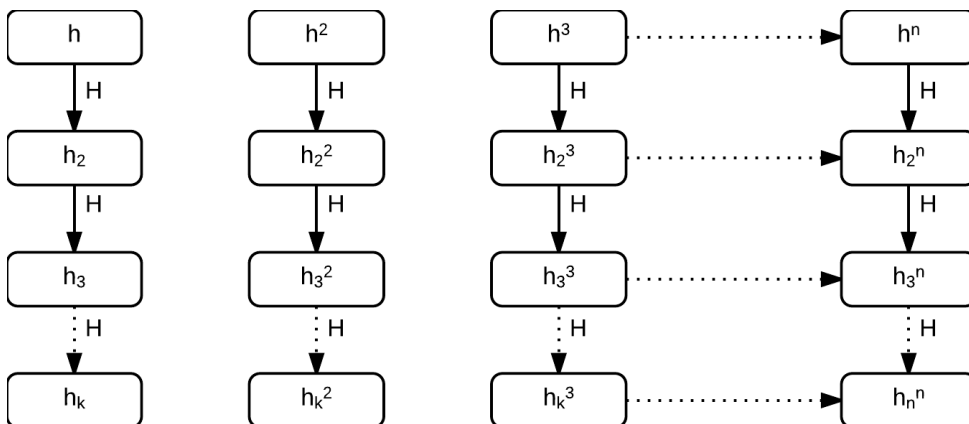 h h² h³ hⁿ
H H H H
h₂ h₂² h₂³ h₂ⁿ
H H H H
h₃ h₃² h₃³ h₃ⁿ
H H H H
hₖ hₖ² hₖ³ hₙⁿ